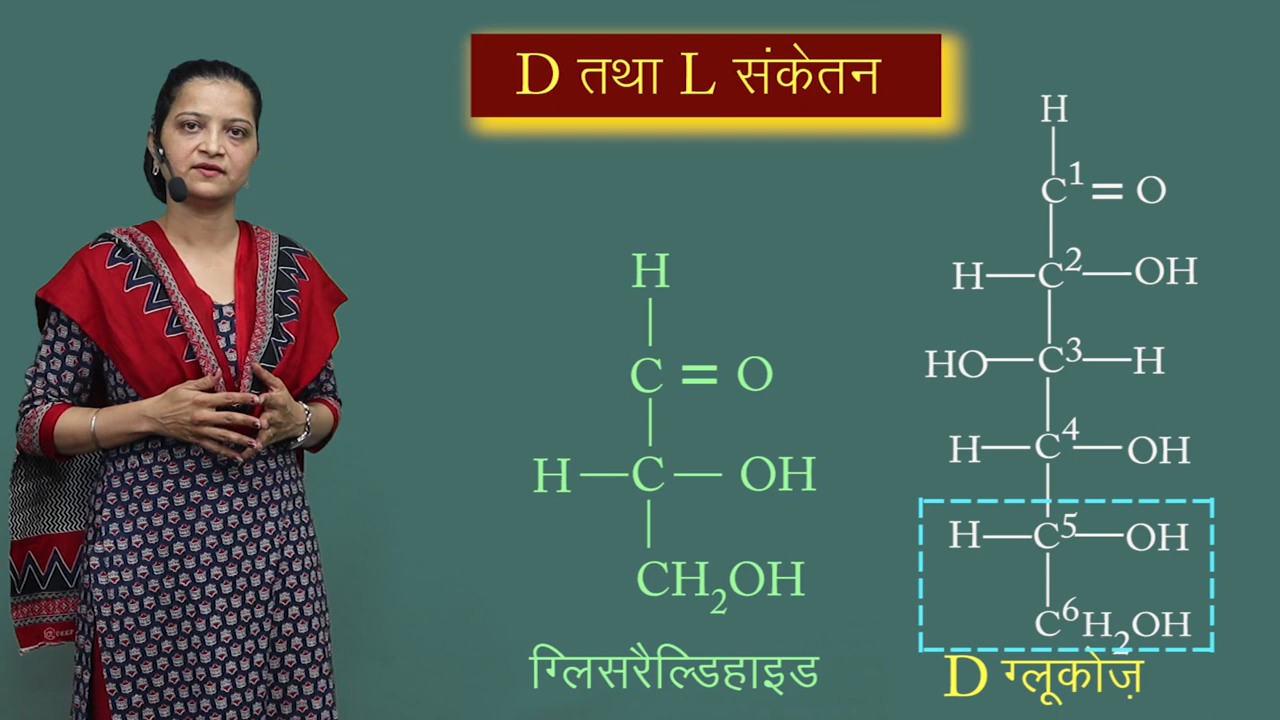 D तथा L संकेतन
H
C = O
H—C—OH
CH₂OH
ग्लिसरैल्डिहाइड
H
C¹ = O
H—C²—OH
HO—C³—H
H—C⁴—OH
H—C⁵—OH
C⁶H₂OH
D ग्लूकोज़